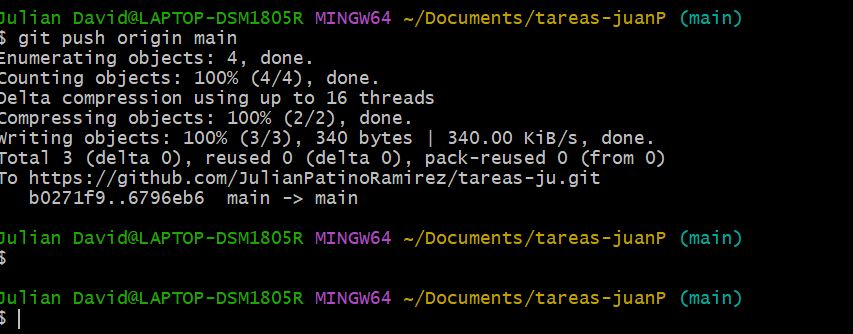 Julian David@LAPTOP-DSM1805R MINGW64 ~/Documents/tareas-juanP (main)
$ git push origin main
Enumerating objects: 4, done.
Counting objects: 100% (4/4), done.
Delta compression using up to 16 threads
Compressing objects: 100% (2/2), done.
Writing objects: 100% (3/3), 340 bytes | 340.00 KiB/s, done.
Total 3 (delta 0), reused 0 (delta 0), pack-reused 0 (from 0)
To https://github.com/JulianPatinoRamirez/tareas-ju.git
   b0271f9..6796eb6  main -> main

Julian David@LAPTOP-DSM1805R MINGW64 ~/Documents/tareas-juanP (main)
$

Julian David@LAPTOP-DSM1805R MINGW64 ~/Documents/tareas-juanP (main)
$